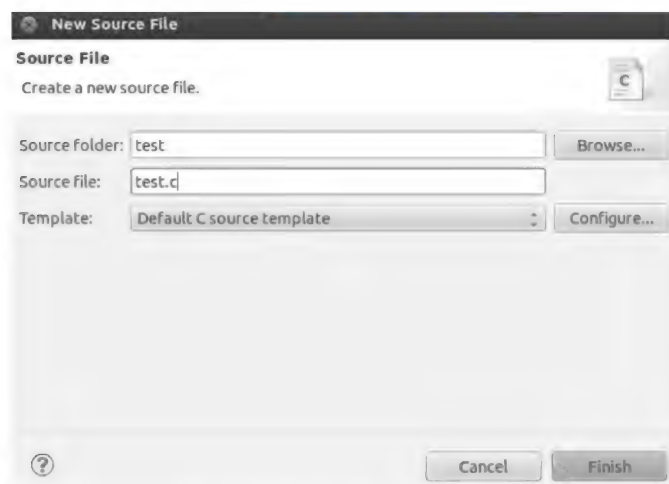 New Source File
Source File
Create a new source file.
C
Source folder: test Browse...
Source file: test.c
Template: Default C source template Configure...
?
Cancel Finish